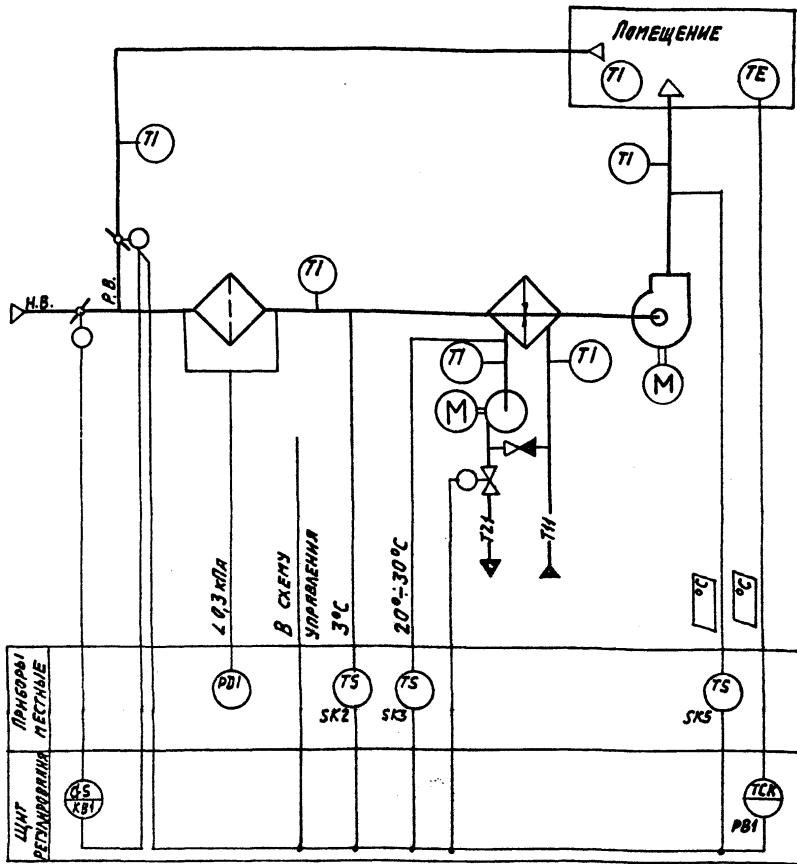 ПОМЕЩЕНИЕ
TI
TE
TI
TI
TI
Н.В.
Р.В.
TI
TI
M
M
T21
T11
< 0,3 кПа
В СХЕМУ
УПРАВЛЕНИЯ
3°С
20°÷30°С
°С
°С
ПРИБОРЫ
МЕСТНЫЕ
PDI
TS
SK2
TS
SK3
TS
SK5
ЩИТ
РЕГУЛИРОВАНИЯ
GS
KB1
TCK
PB1